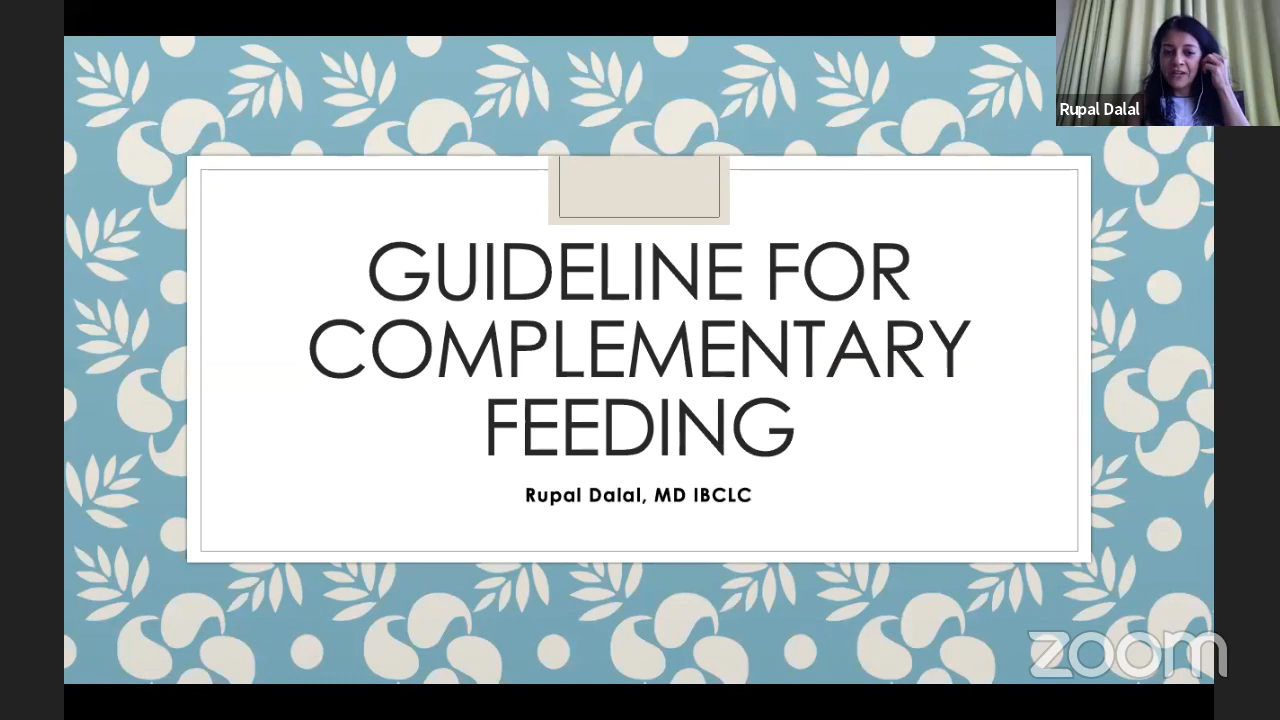 Rupal Dalal
GUIDELINE FOR
COMPLEMENTARY
FEEDING
Rupal Dalal, MD IBCLC
zoom